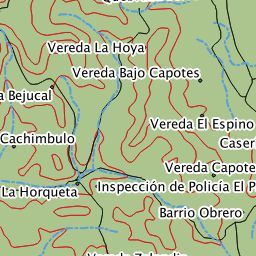 Vereda La Hoya
Vereda Bajo Capotes
a Bejucal
Vereda El Espino
Cachimbulo
Caser
Vereda Capote
La Horqueta
Inspección de Policía El P
Barrio Obrero